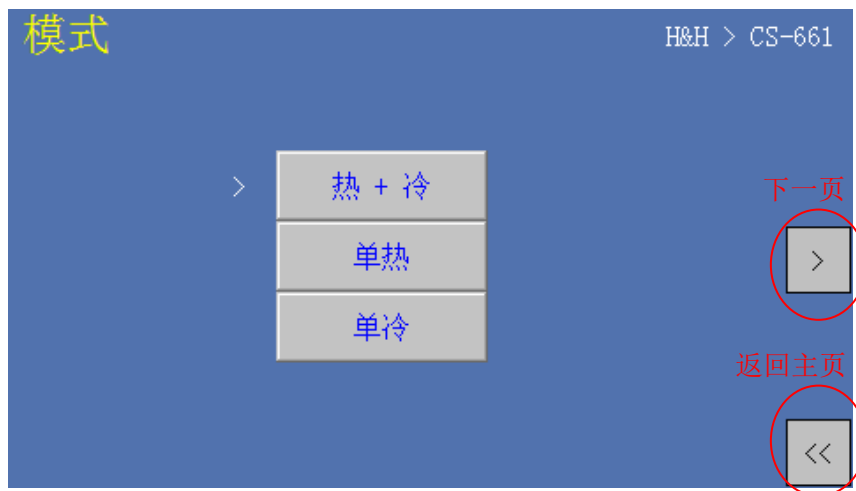 模式
H&H > CS-661
> 热 + 冷
单热
单冷
下一页
>
返回主页
<<